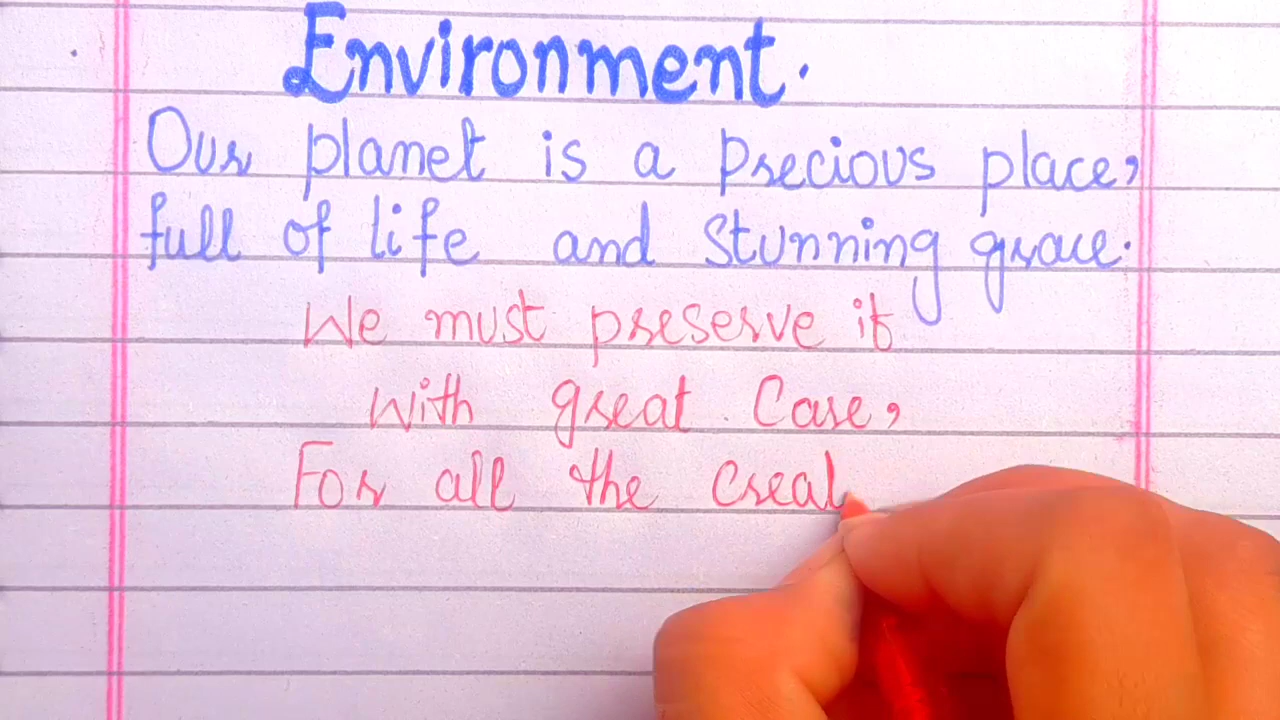 Environment.
Our planet is a precious place,
full of life and stunning grace.
We must preserve it
with great Care,
For all the